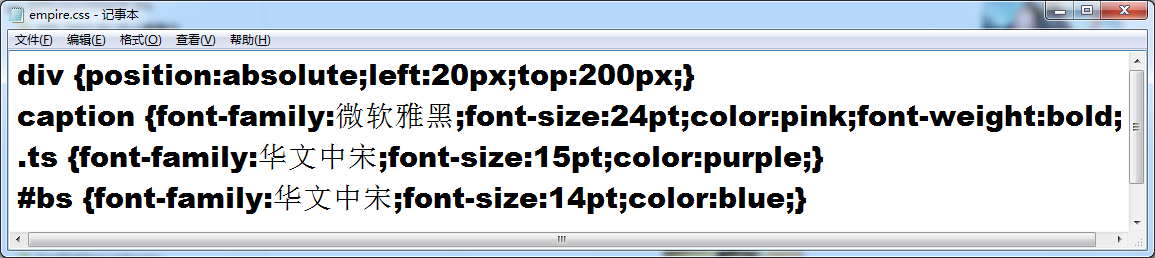 empire.css - 记事本
文件(F) 编辑(E) 格式(O) 查看(V) 帮助(H)
div {position:absolute;left:20px;top:200px;}
caption {font-family:微软雅黑;font-size:24pt;color:pink;font-weight:bold;
.ts {font-family:华文中宋;font-size:15pt;color:purple;}
#bs {font-family:华文中宋;font-size:14pt;color:blue;}